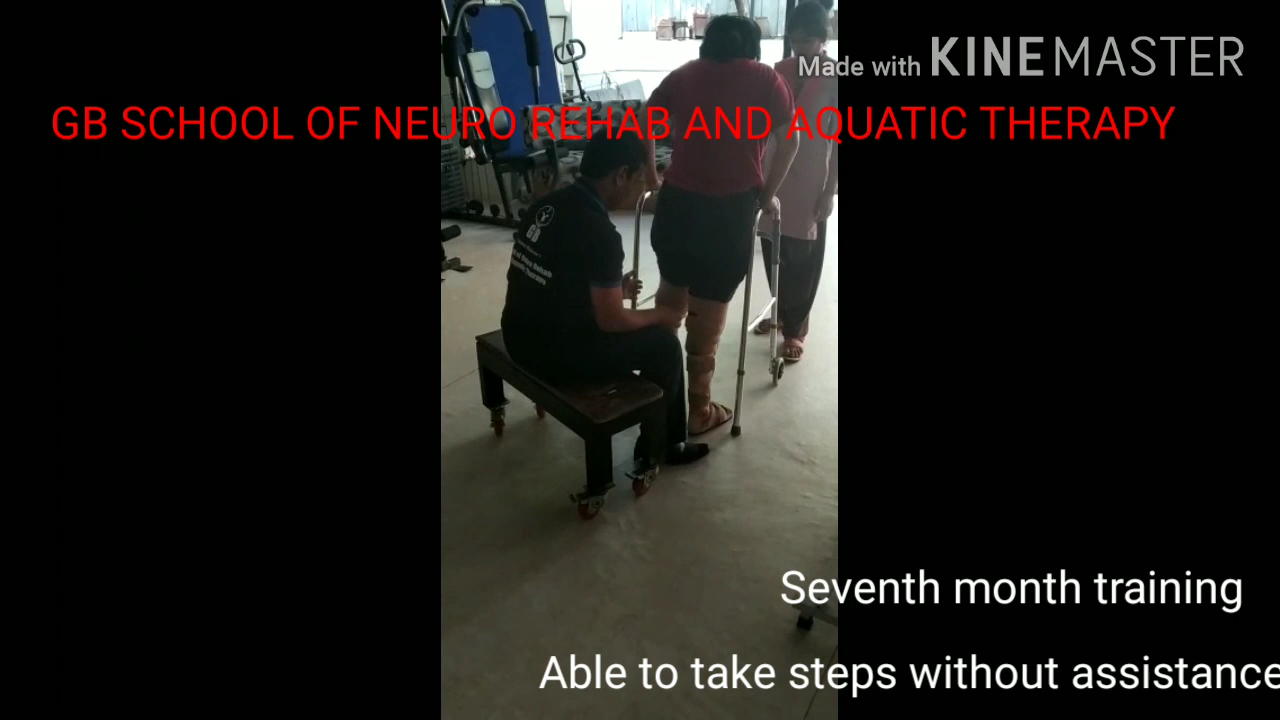 Made with KINEMASTER
GB SCHOOL OF NEURO REHAB AND AQUATIC THERAPY
GB
Seventh month training
Able to take steps without assistance